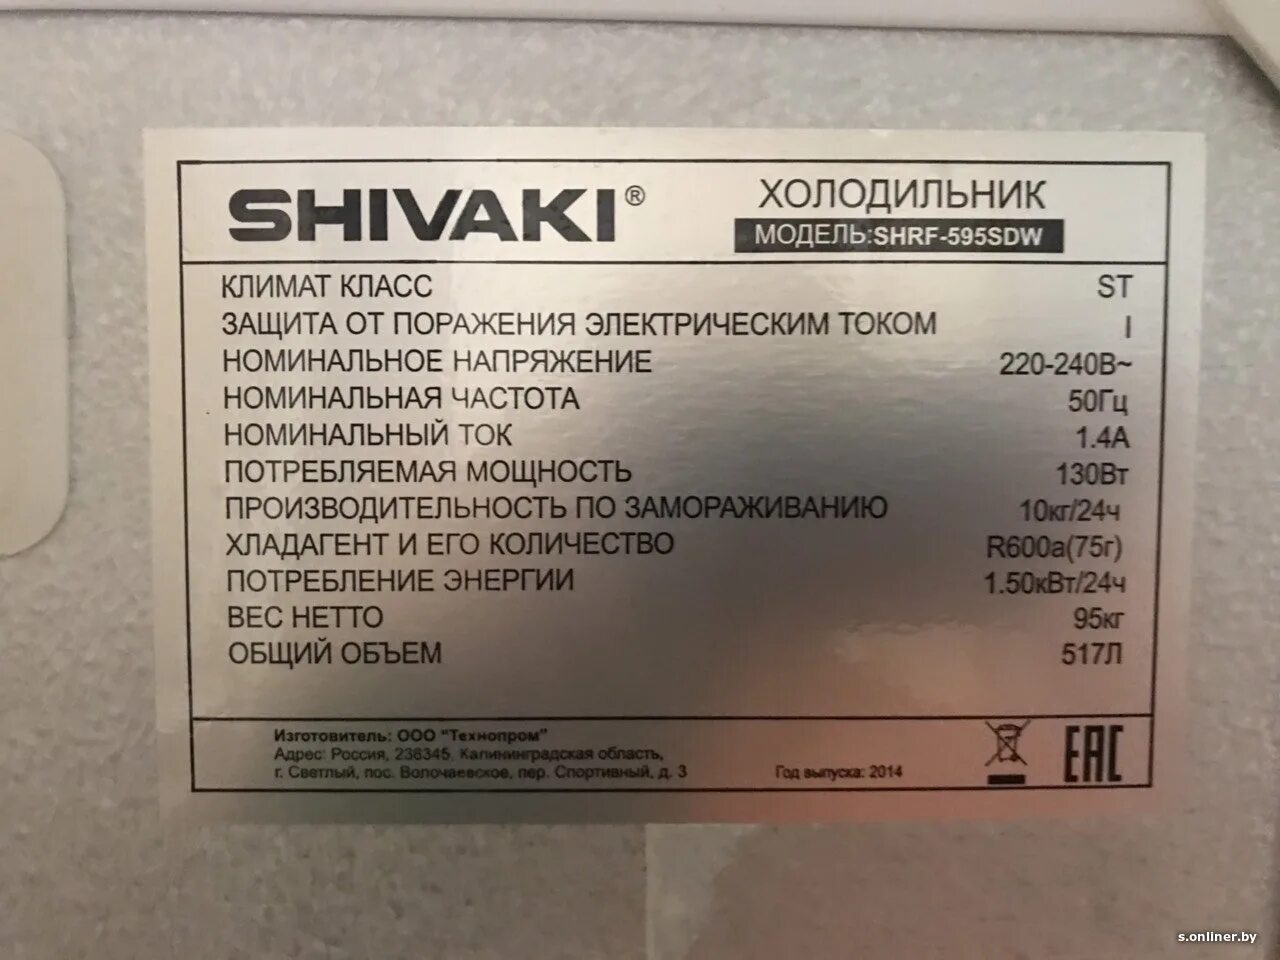 SHIVAKI®
ХОЛОДИЛЬНИК
МОДЕЛЬ:SHRF-595SDW
КЛИМАТ КЛАСС ST
ЗАЩИТА ОТ ПОРАЖЕНИЯ ЭЛЕКТРИЧЕСКИМ ТОКОМ I
НОМИНАЛЬНОЕ НАПРЯЖЕНИЕ 220-240В~
НОМИНАЛЬНАЯ ЧАСТОТА 50Гц
НОМИНАЛЬНЫЙ ТОК 1.4А
ПОТРЕБЛЯЕМАЯ МОЩНОСТЬ 130Вт
ПРОИЗВОДИТЕЛЬНОСТЬ ПО ЗАМОРАЖИВАНИЮ 10кг/24ч
ХЛАДАГЕНТ И ЕГО КОЛИЧЕСТВО R600a(75г)
ПОТРЕБЛЕНИЕ ЭНЕРГИИ 1.50кВт/24ч
ВЕС НЕТТО 95кг
ОБЩИЙ ОБЪЕМ 517Л
Изготовитель: ООО "Технопром"
Адрес: Россия, 238345, Калининградская область,
г. Светлый, пос. Волочаевское, пер. Спортивный, д. 3
Год выпуска: 2014
EAC
s.onliner.by